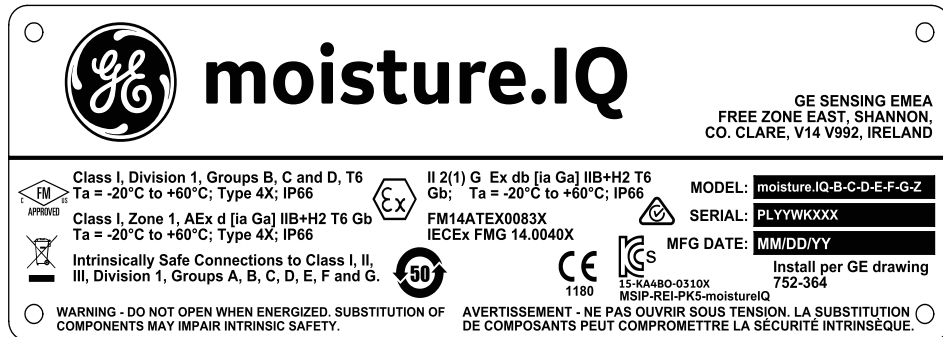 GE
moisture.IQ
GE SENSING EMEA
FREE ZONE EAST, SHANNON,
CO. CLARE, V14 V992, IRELAND
FM
C US
APPROVED
Class I, Division 1, Groups B, C and D, T6
Ta = -20°C to +60°C; Type 4X; IP66
Class I, Zone 1, AEx d [ia Ga] IIB+H2 T6 Gb
Ta = -20°C to +60°C; Type 4X; IP66
Intrinsically Safe Connections to Class I, II,
III, Division 1, Groups A, B, C, D, E, F and G.
Ex
II 2(1) G Ex db [ia Ga] IIB+H2 T6
Gb; Ta = -20°C to +60°C; IP66
FM14ATEX0083X
IECEx FMG 14.0040X
50
CE
1180
KCs
15-KA4BO-0310X
MSIP-REI-PK5-moistureIQ
MODEL: moisture.IQ-B-C-D-E-F-G-Z
SERIAL: PLYYWKXXX
MFG DATE: MM/DD/YY
Install per GE drawing
752-364
WARNING - DO NOT OPEN WHEN ENERGIZED. SUBSTITUTION OF
COMPONENTS MAY IMPAIR INTRINSIC SAFETY.
AVERTISSEMENT - NE PAS OUVRIR SOUS TENSION. LA SUBSTITUTION
DE COMPOSANTS PEUT COMPROMETTRE LA SÉCURITÉ INTRINSÈQUE.